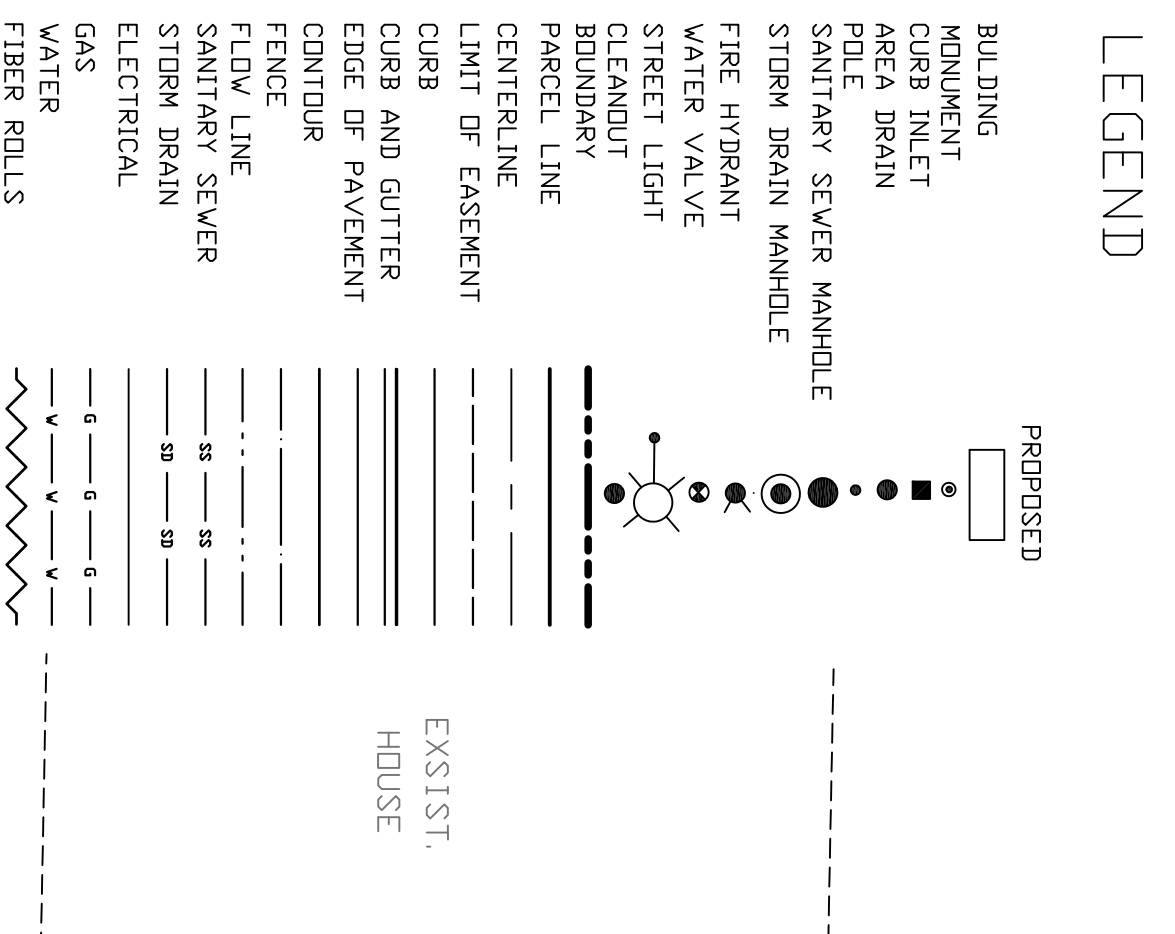 LEGEND
PROPOSED
BUILDING
MONUMENT
CURB INLET
AREA DRAIN
POLE
SANITARY SEWER MANHOLE
STORM DRAIN MANHOLE
FIRE HYDRANT
WATER VALVE
STREET LIGHT
CLEANOUT
BOUNDARY
PARCEL LINE
CENTERLINE
LIMIT OF EASEMENT
CURB
CURB AND GUTTER
EDGE OF PAVEMENT
CONTOUR
FENCE
FLOW LINE
SANITARY SEWER
SS SS
STORM DRAIN
SD SD
ELECTRICAL
GAS
G G G
WATER
W W W
FIBER ROLLS
EXSIST.
HOUSE